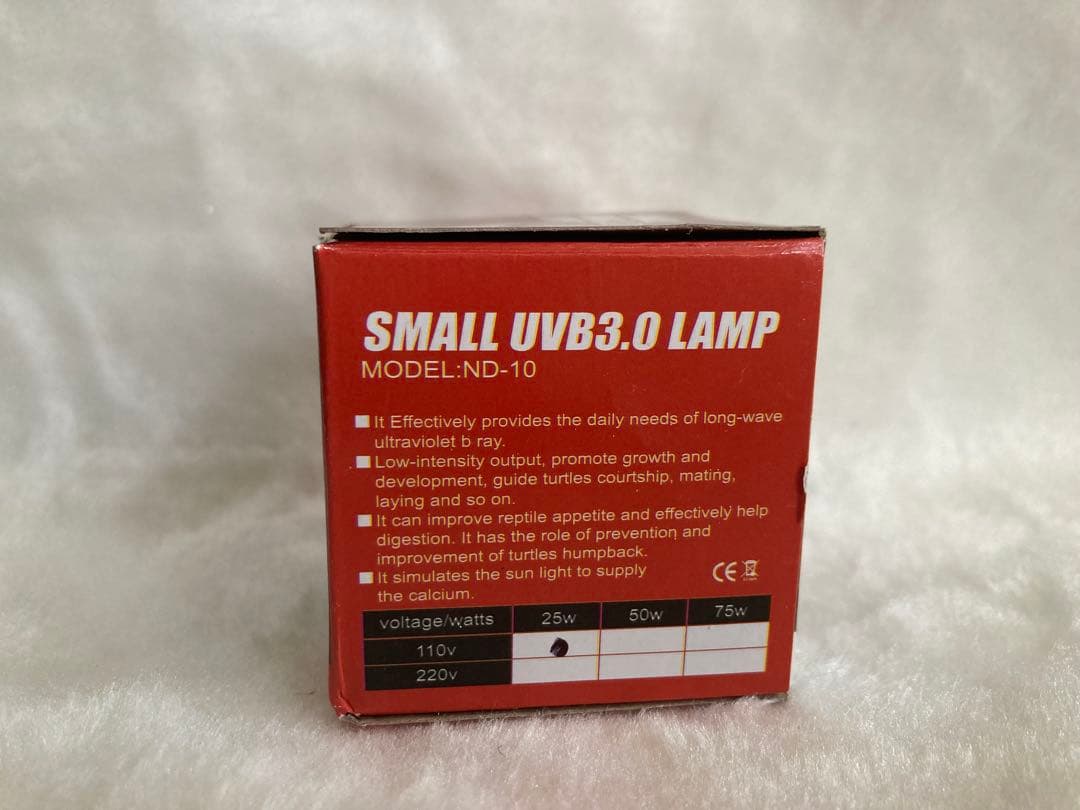 SMALL UVB3.0 LAMP
MODEL:ND-10
It Effectively provides the daily needs of long-wave
ultraviolet b ray.
Low-intensity output, promote growth and
development, guide turtles courtship, mating,
laying and so on.
It can improve reptile appetite and effectively help
digestion. It has the role of prevention and
improvement of turtles humpback.
It simulates the sun light to supply
the calcium.
CE
voltage/watts 25w 50w 75w
110v
220v